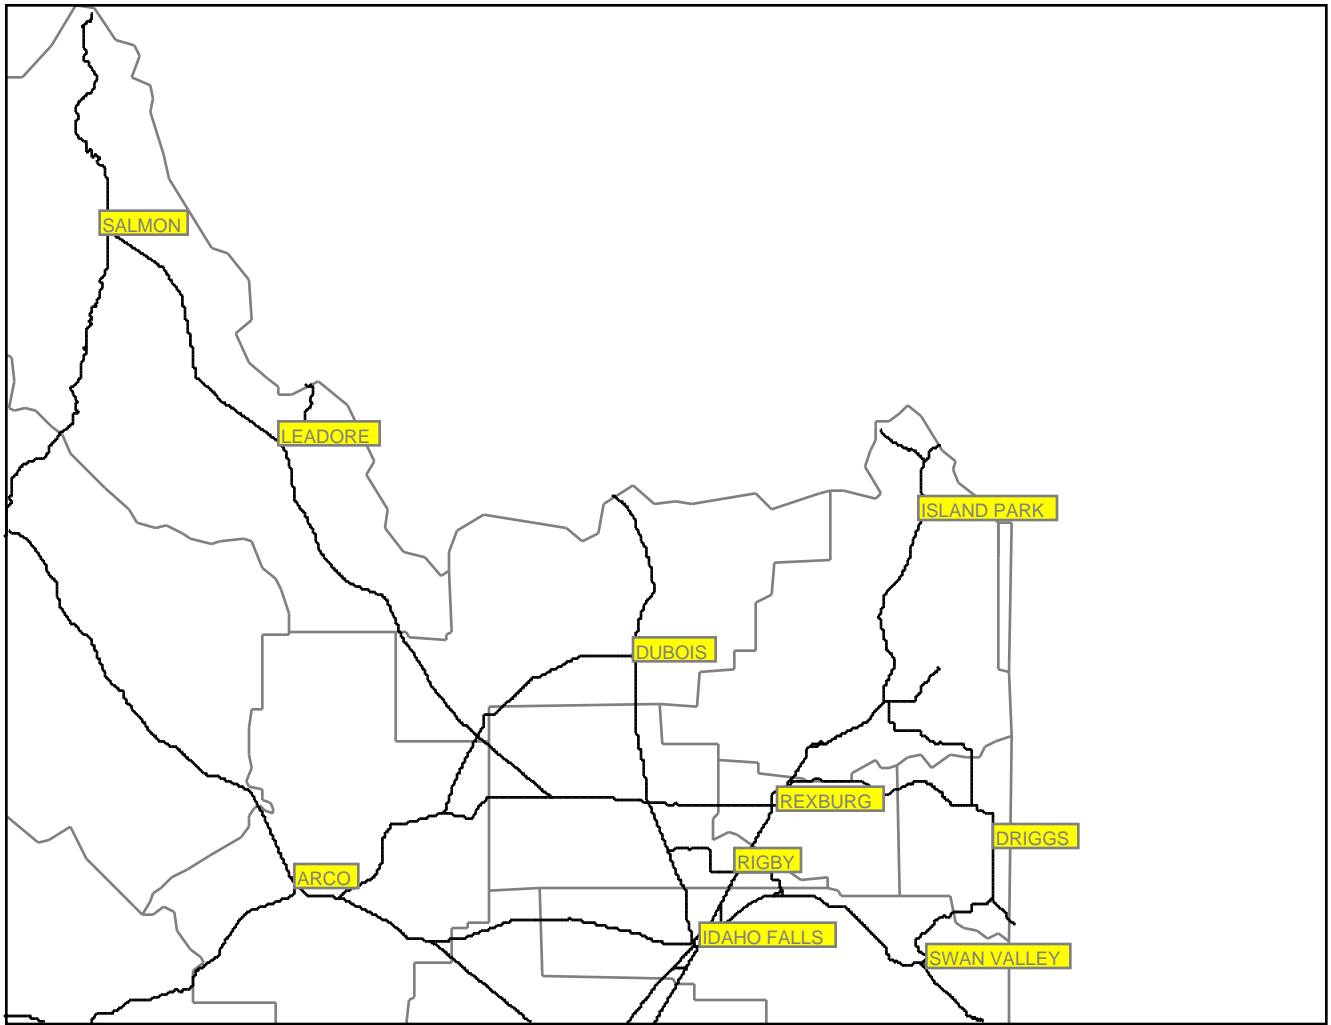 SALMON
LEADORE
ISLAND PARK
DUBOIS
REXBURG
DRIGGS
RIGBY
ARCO
IDAHO FALLS
SWAN VALLEY